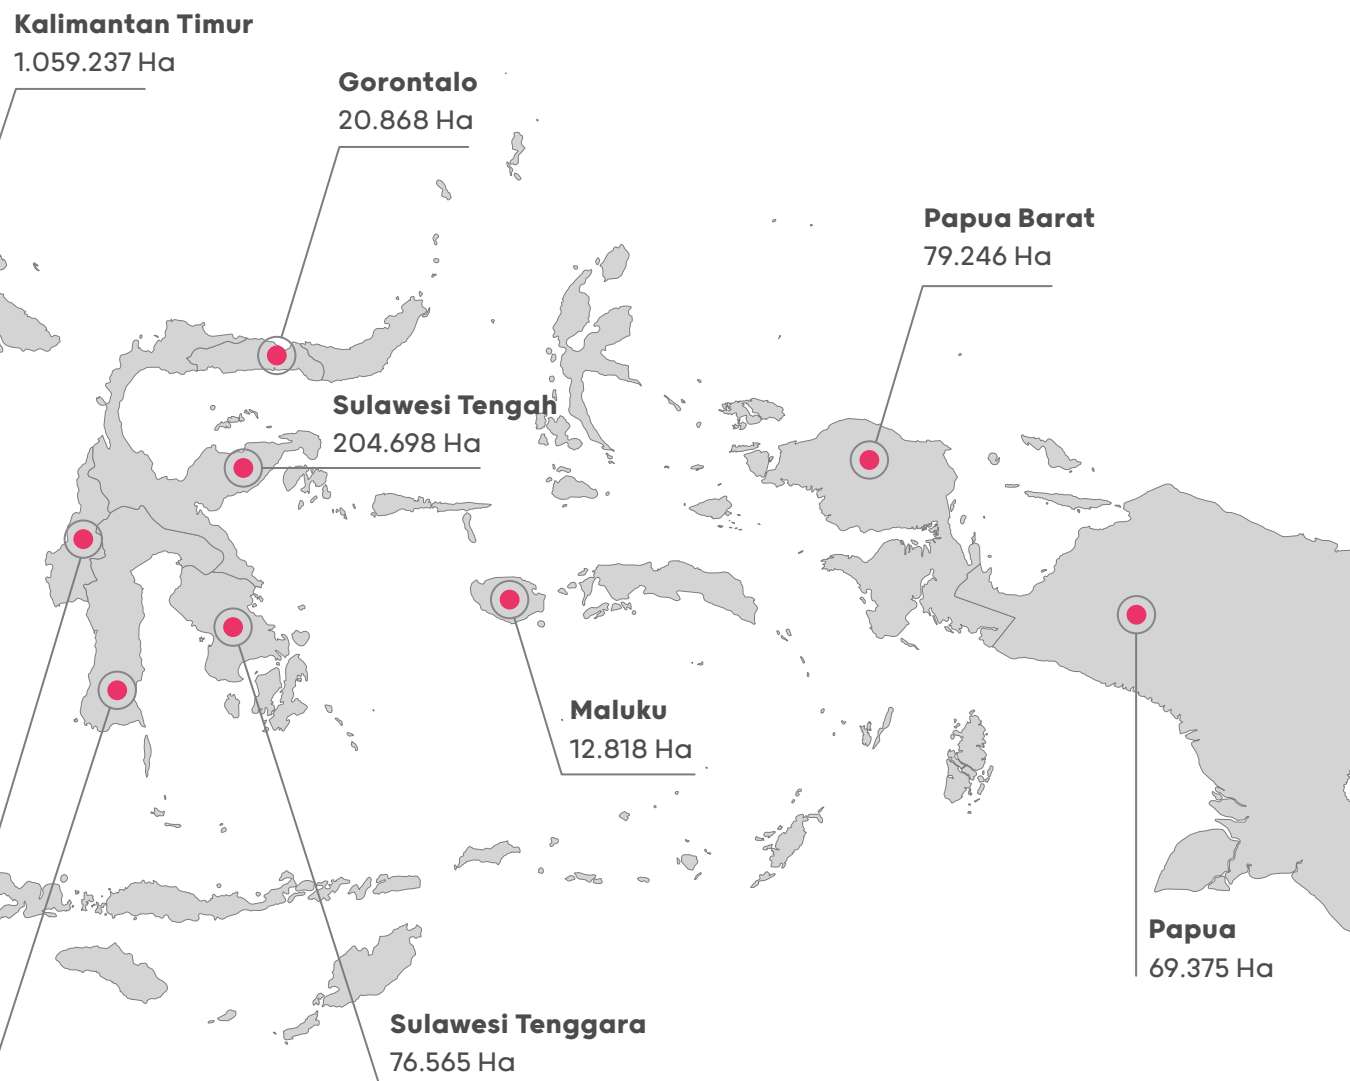 Kalimantan Timur
1.059.237 Ha
Gorontalo
20.868 Ha
Papua Barat
79.246 Ha
Sulawesi Tengah
204.698 Ha
Maluku
12.818 Ha
Papua
69.375 Ha
Sulawesi Tenggara
76.565 Ha